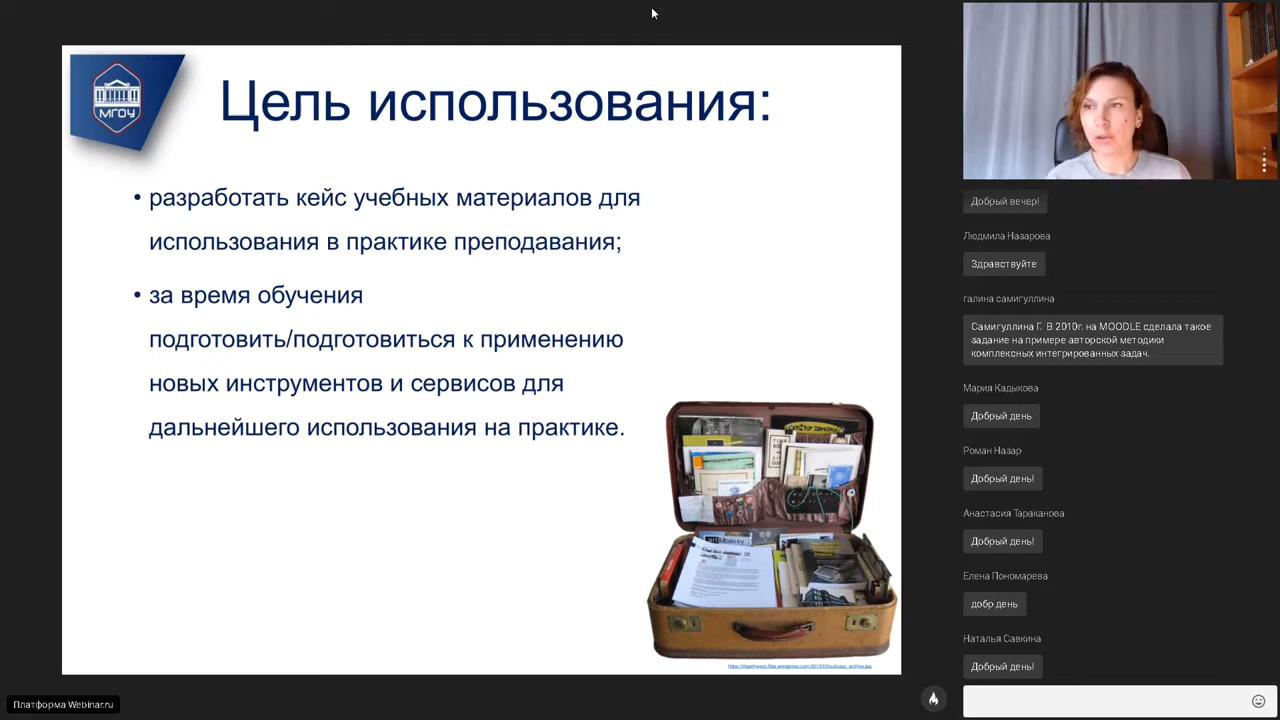 МГОУ
Цель использования:
• разработать кейс учебных материалов для
использования в практике преподавания;
• за время обучения
подготовить/подготовиться к применению
новых инструментов и сервисов для
дальнейшего использования на практике.
Добрый вечер!
Людмила Назарова
Здравствуйте
галина самигуллина
Самигуллина Г. В 2010г. на MOODLE сделала такое
задание на примере авторской методики
комплексных интегрированных задач.
Мария Кадыкова
Добрый день
Роман Назар
Добрый день!
Анастасия Тараканова
Добрый день!
Елена Пономарева
добр день
Наталья Савкина
Добрый день!
Платформа Webinar.ru